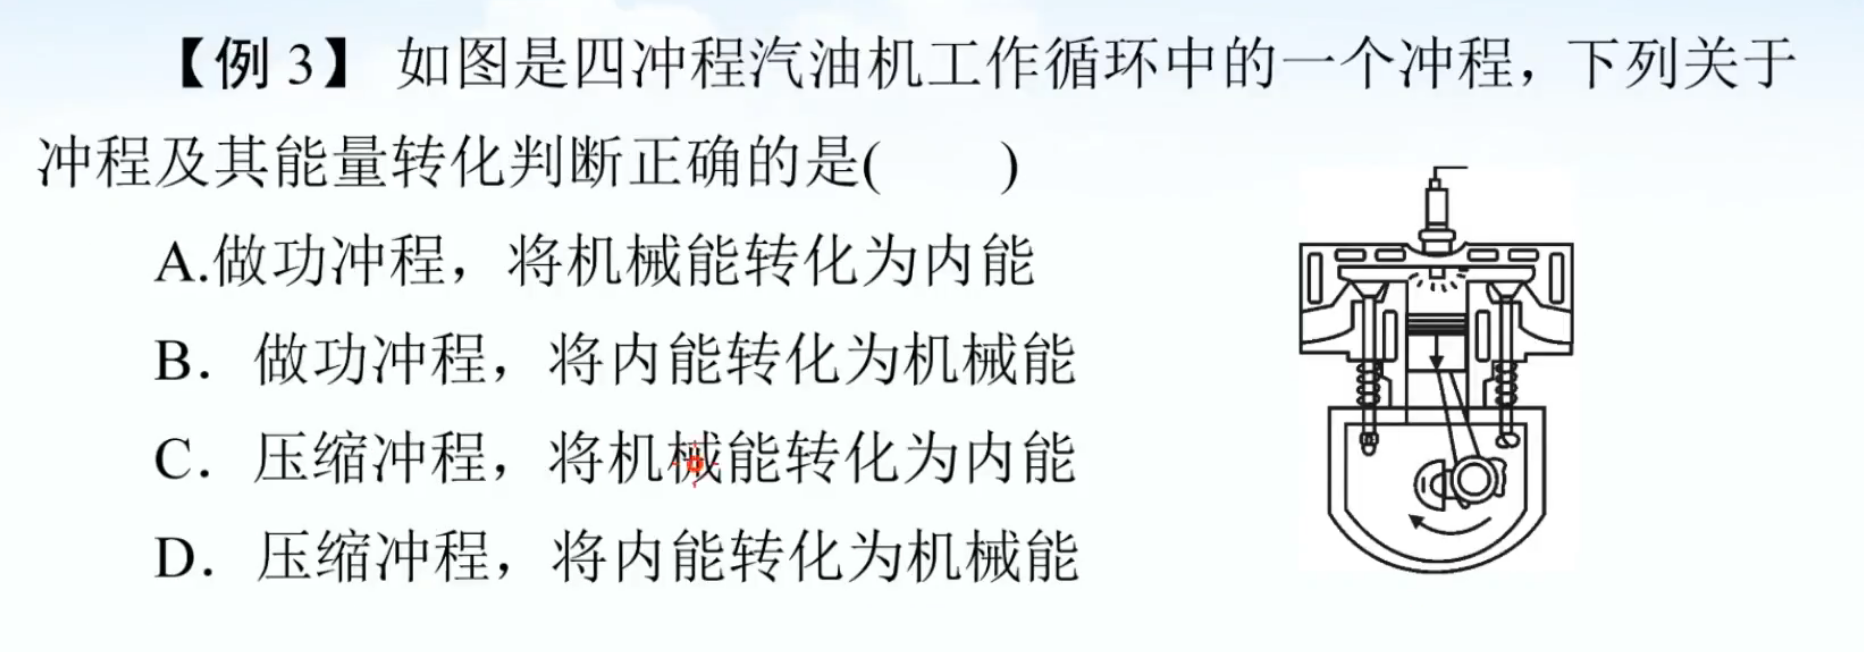 【例3】 如图是四冲程汽油机工作循环中的一个冲程，下列关于
冲程及其能量转化判断正确的是(　　)
A.做功冲程，将机械能转化为内能
B．做功冲程，将内能转化为机械能
C．压缩冲程，将机械能转化为内能
D．压缩冲程，将内能转化为机械能